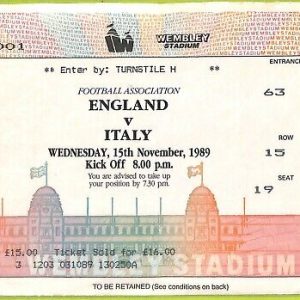 001
WEMBLEY
STADIUM
** Enter by: TURNSTILE H **
ENTRANCE
FOOTBALL ASSOCIATION
ENGLAND
63
v
ITALY
ROW
WEDNESDAY, 15th November, 1989
15
Kick Off 8.00 p.m.
You are advised to take up
SEAT
your position by 7.30 p.m.
19
£15.00 Ticket Sold for £16.00
3 1203 031089 130250A
WEMBLEY STADIUM
TO BE RETAINED (See conditions on back)